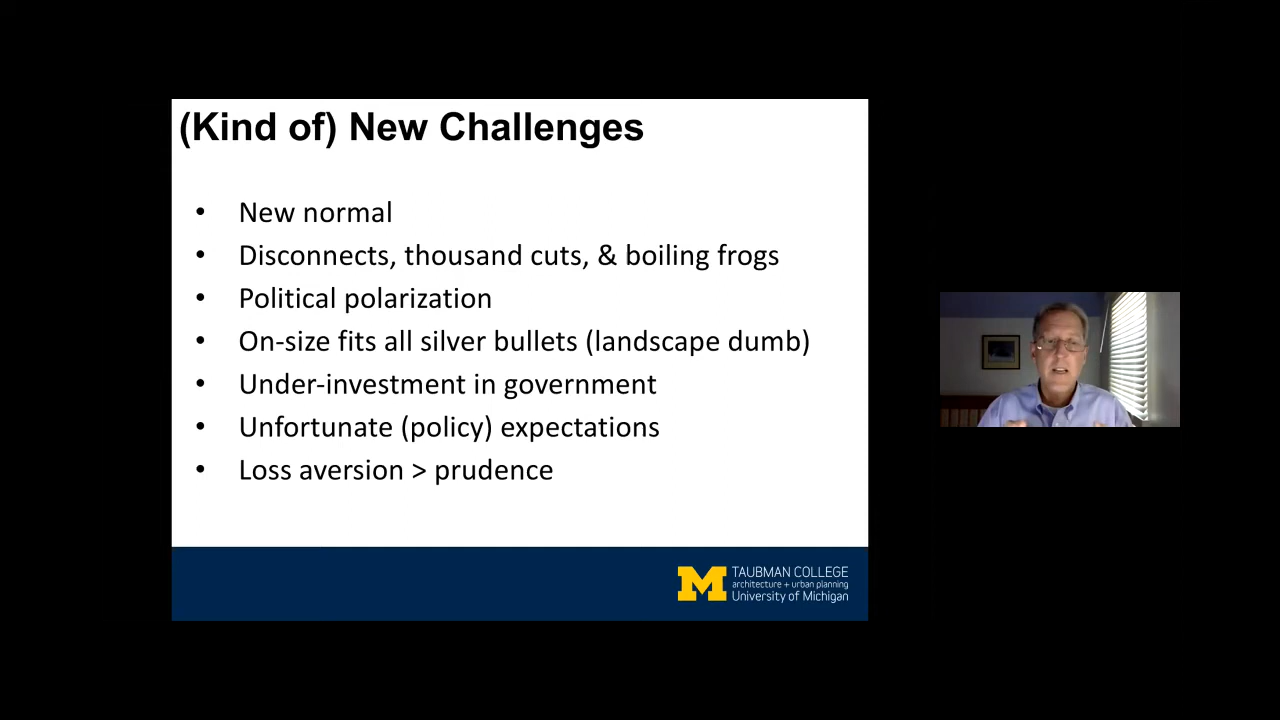 (Kind of) New Challenges
• New normal
• Disconnects, thousand cuts, & boiling frogs
• Political polarization
• On-size fits all silver bullets (landscape dumb)
• Under-investment in government
• Unfortunate (policy) expectations
• Loss aversion > prudence
M
TAUBMAN COLLEGE
architecture + urban planning
University of Michigan